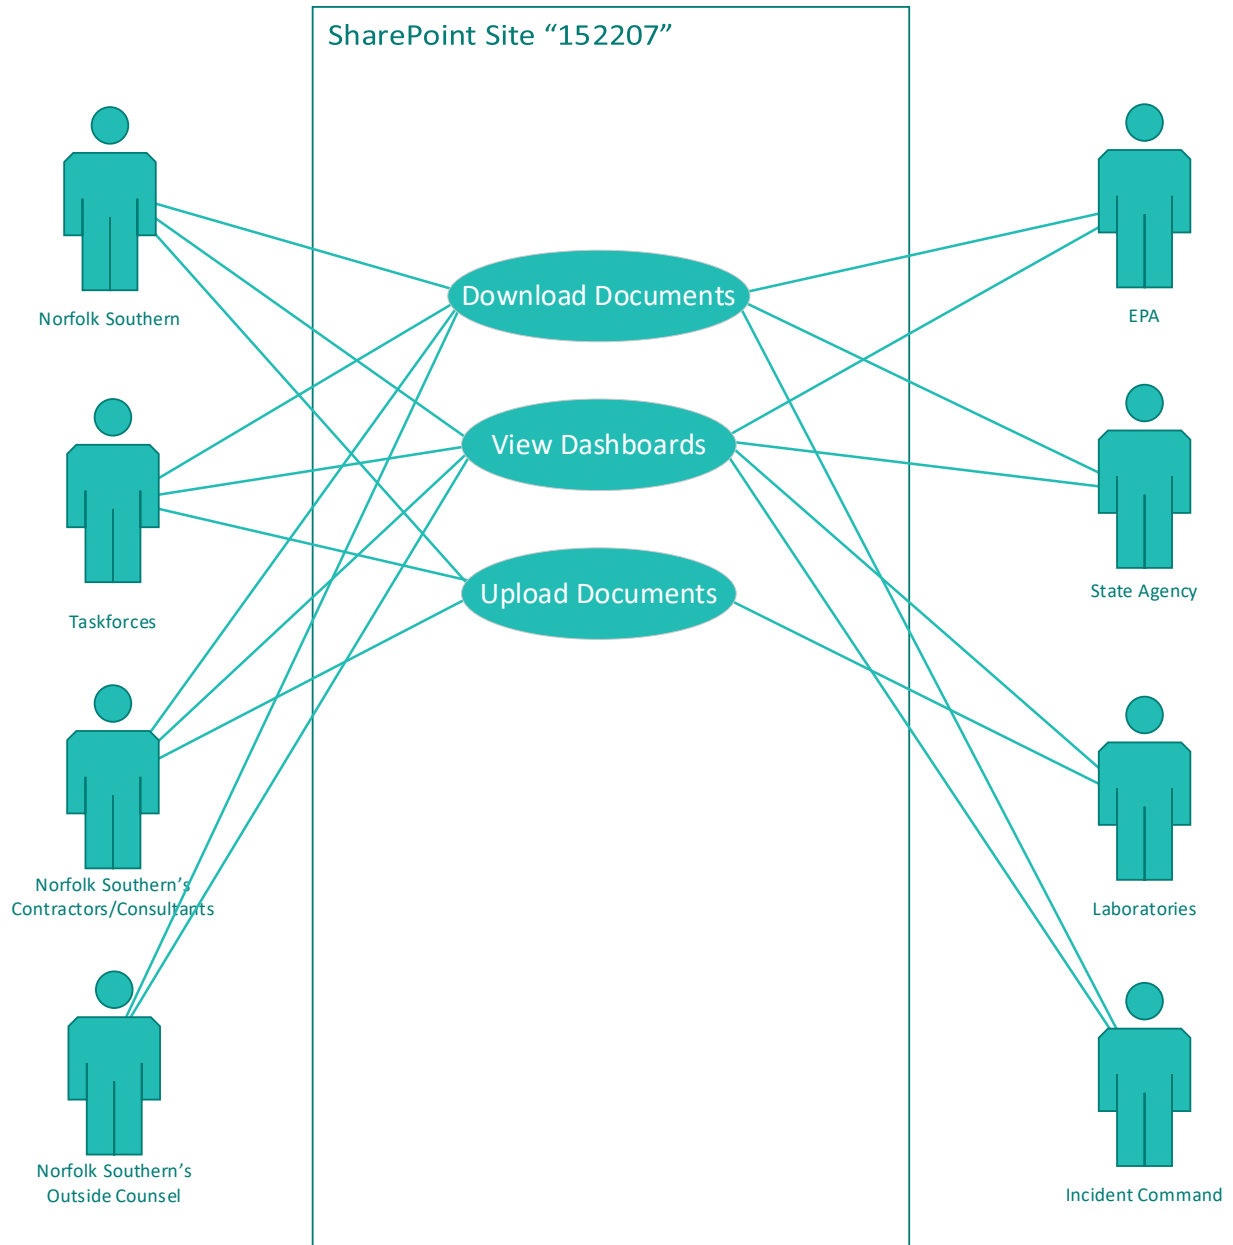 SharePoint Site “152207”
Norfolk Southern
EPA
Download Documents
View Dashboards
Upload Documents
Taskforces
State Agency
Norfolk Southern’s
Contractors/Consultants
Laboratories
Norfolk Southern’s
Outside Counsel
Incident Command